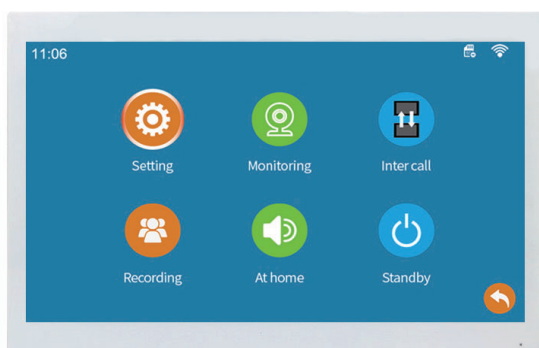 11:06
Setting
Monitoring
Inter call
Recording
At home
Standby